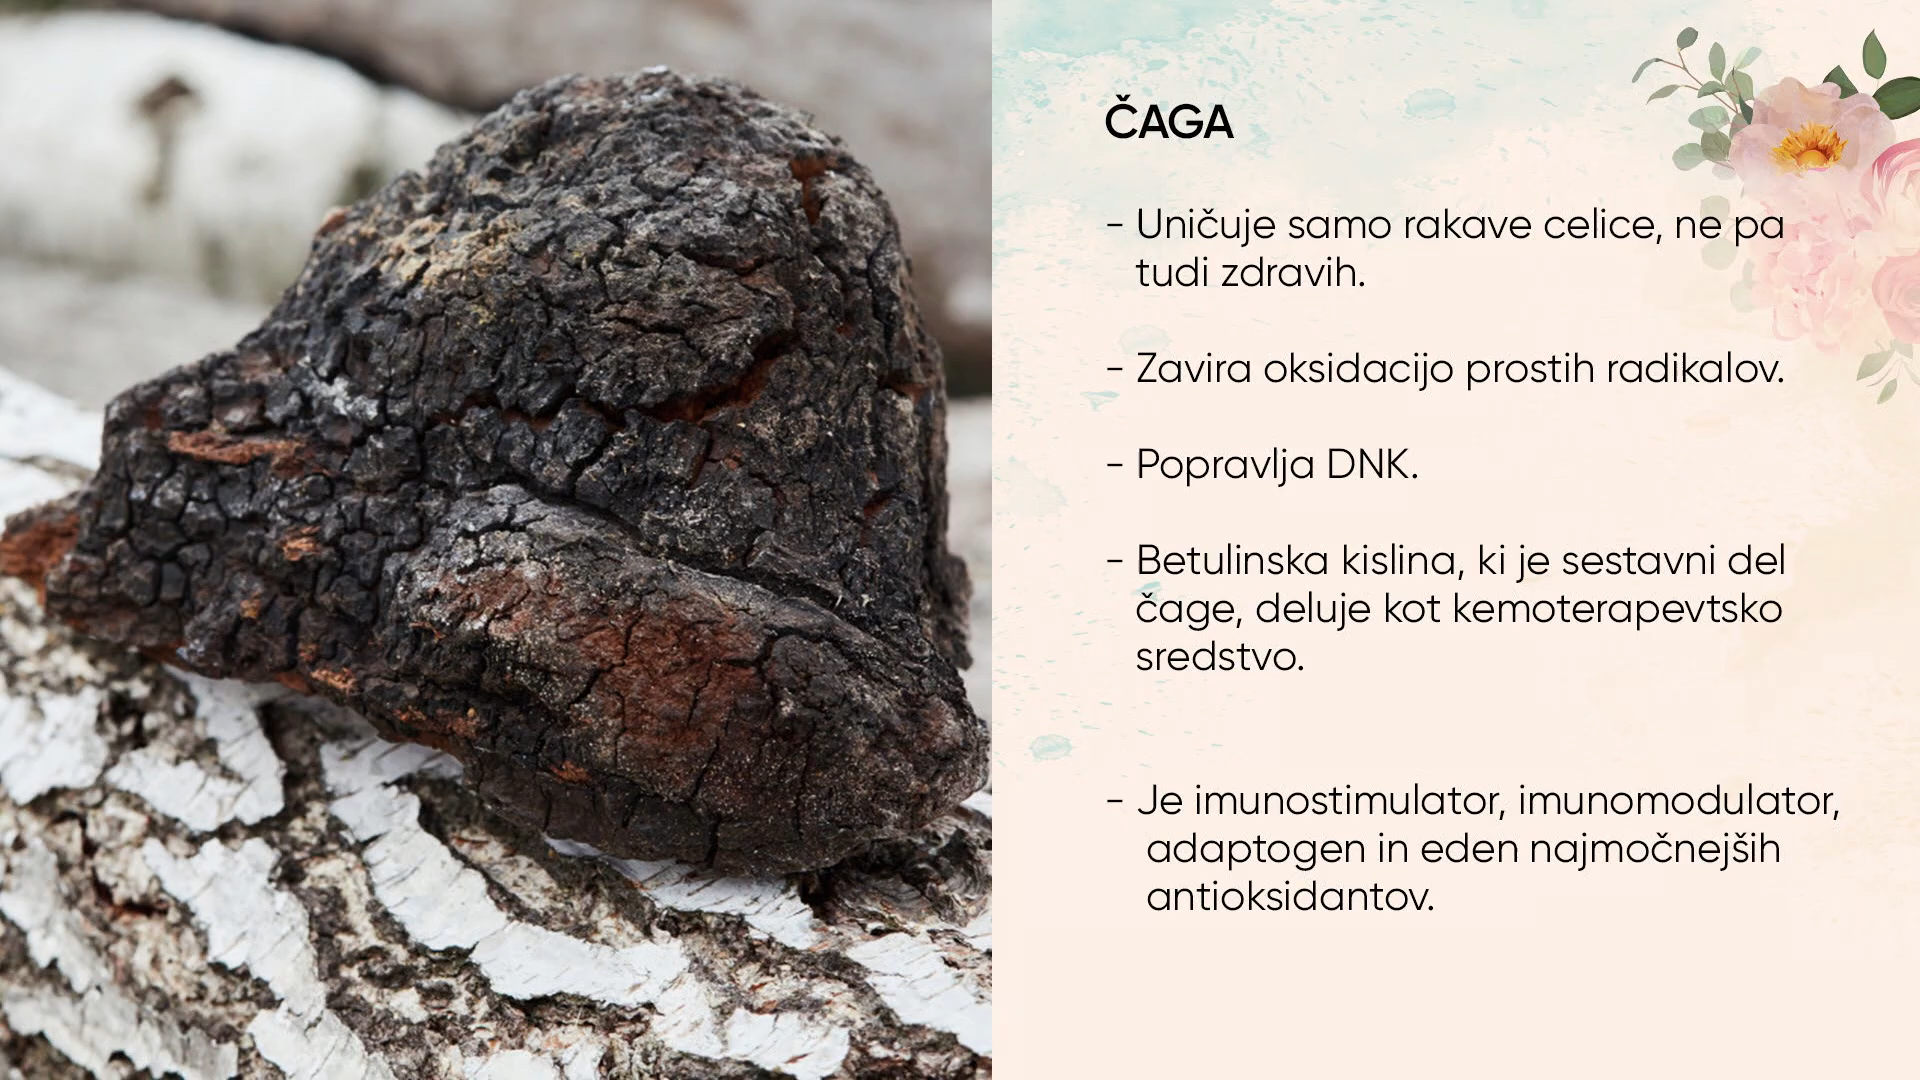 ČAGA
- Uničuje samo rakave celice, ne pa
tudi zdravih.
- Zavira oksidacijo prostih radikalov.
- Popravlja DNK.
- Betulinska kislina, ki je sestavni del
čage, deluje kot kemoterapevtsko
sredstvo.
- Je imunostimulator, imunomodulator,
adaptogen in eden najmočnejših
antioksidantov.